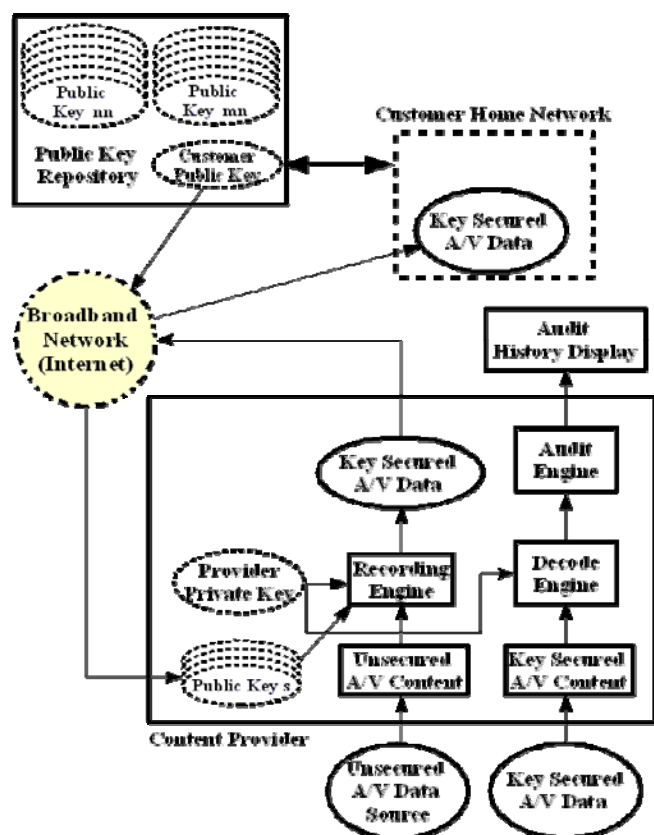 Public
Key nn
Public
Key mn
Public Key
Repository
Customer
Public Key
Customer Home Network
Key Secured
A/V Data
Broadband
Network
(Internet)
Audit
History Display
Key Secured
A/V Data
Audit
Engine
Provider
Private Key
Recording
Engine
Decode
Engine
Public Key s
Unsecured
A/V Content
Key Secured
A/V Content
Content Provider
Unsecured
A/V Data
Source
Key Secured
A/V Data